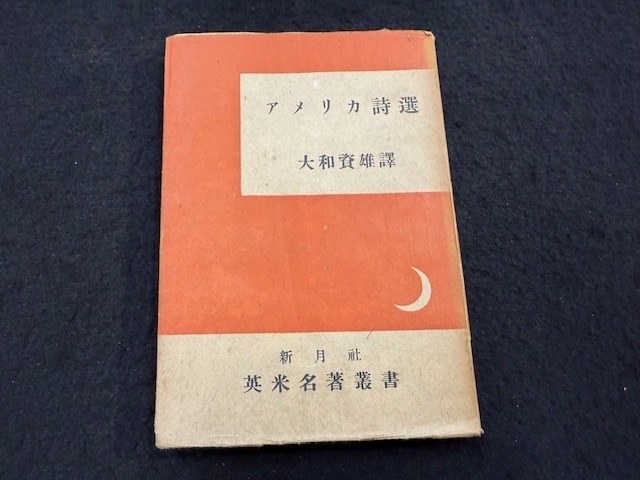 アメリカ詩選
大和資雄譯
新月社
英米名著叢書